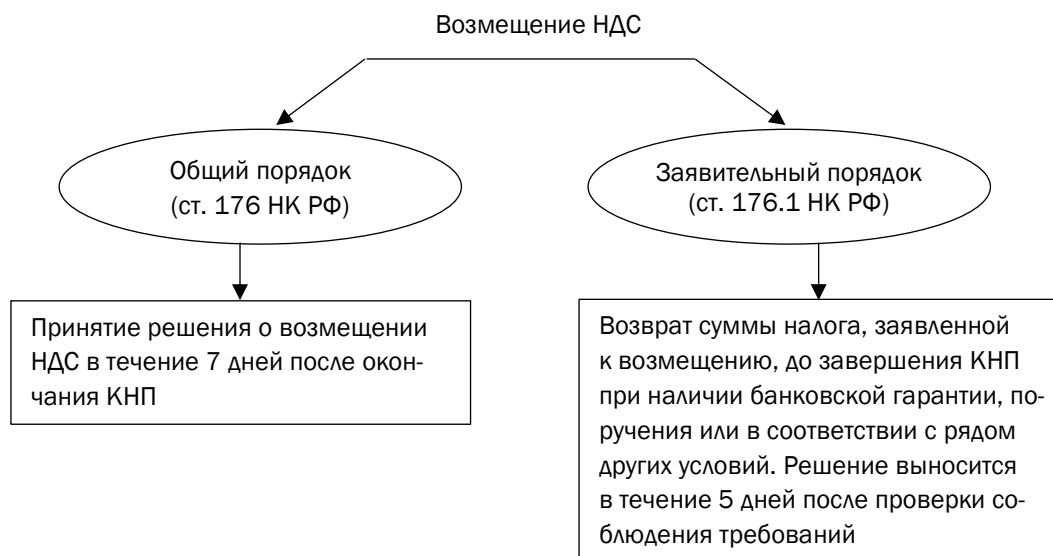 Возмещение НДС
Общий порядок
(ст. 176 НК РФ)
Заявительный порядок
(ст. 176.1 НК РФ)
Принятие решения о возмещении
НДС в течение 7 дней после окон-
чания КНП
Возврат суммы налога, заявленной
к возмещению, до завершения КНП
при наличии банковской гарантии, по-
ручения или в соответствии с рядом
других условий. Решение выносится
в течение 5 дней после проверки со-
блюдения требований